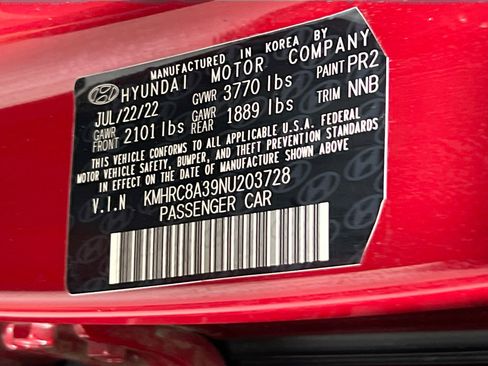 MANUFACTURED IN KOREA BY
HYUNDAI MOTOR COMPANY
JUL/22/22 GVWR 3770 lbs PAINT PR2
GAWR FRONT 2101 lbs GAWR REAR 1889 lbs TRIM NNB
THIS VEHICLE CONFORMS TO ALL APPLICABLE U.S.A. FEDERAL
MOTOR VEHICLE SAFETY, BUMPER, AND THEFT PREVENTION STANDARDS
IN EFFECT ON THE DATE OF MANUFACTURE SHOWN ABOVE
V.I.N KMHRC8A39NU203728
PASSENGER CAR